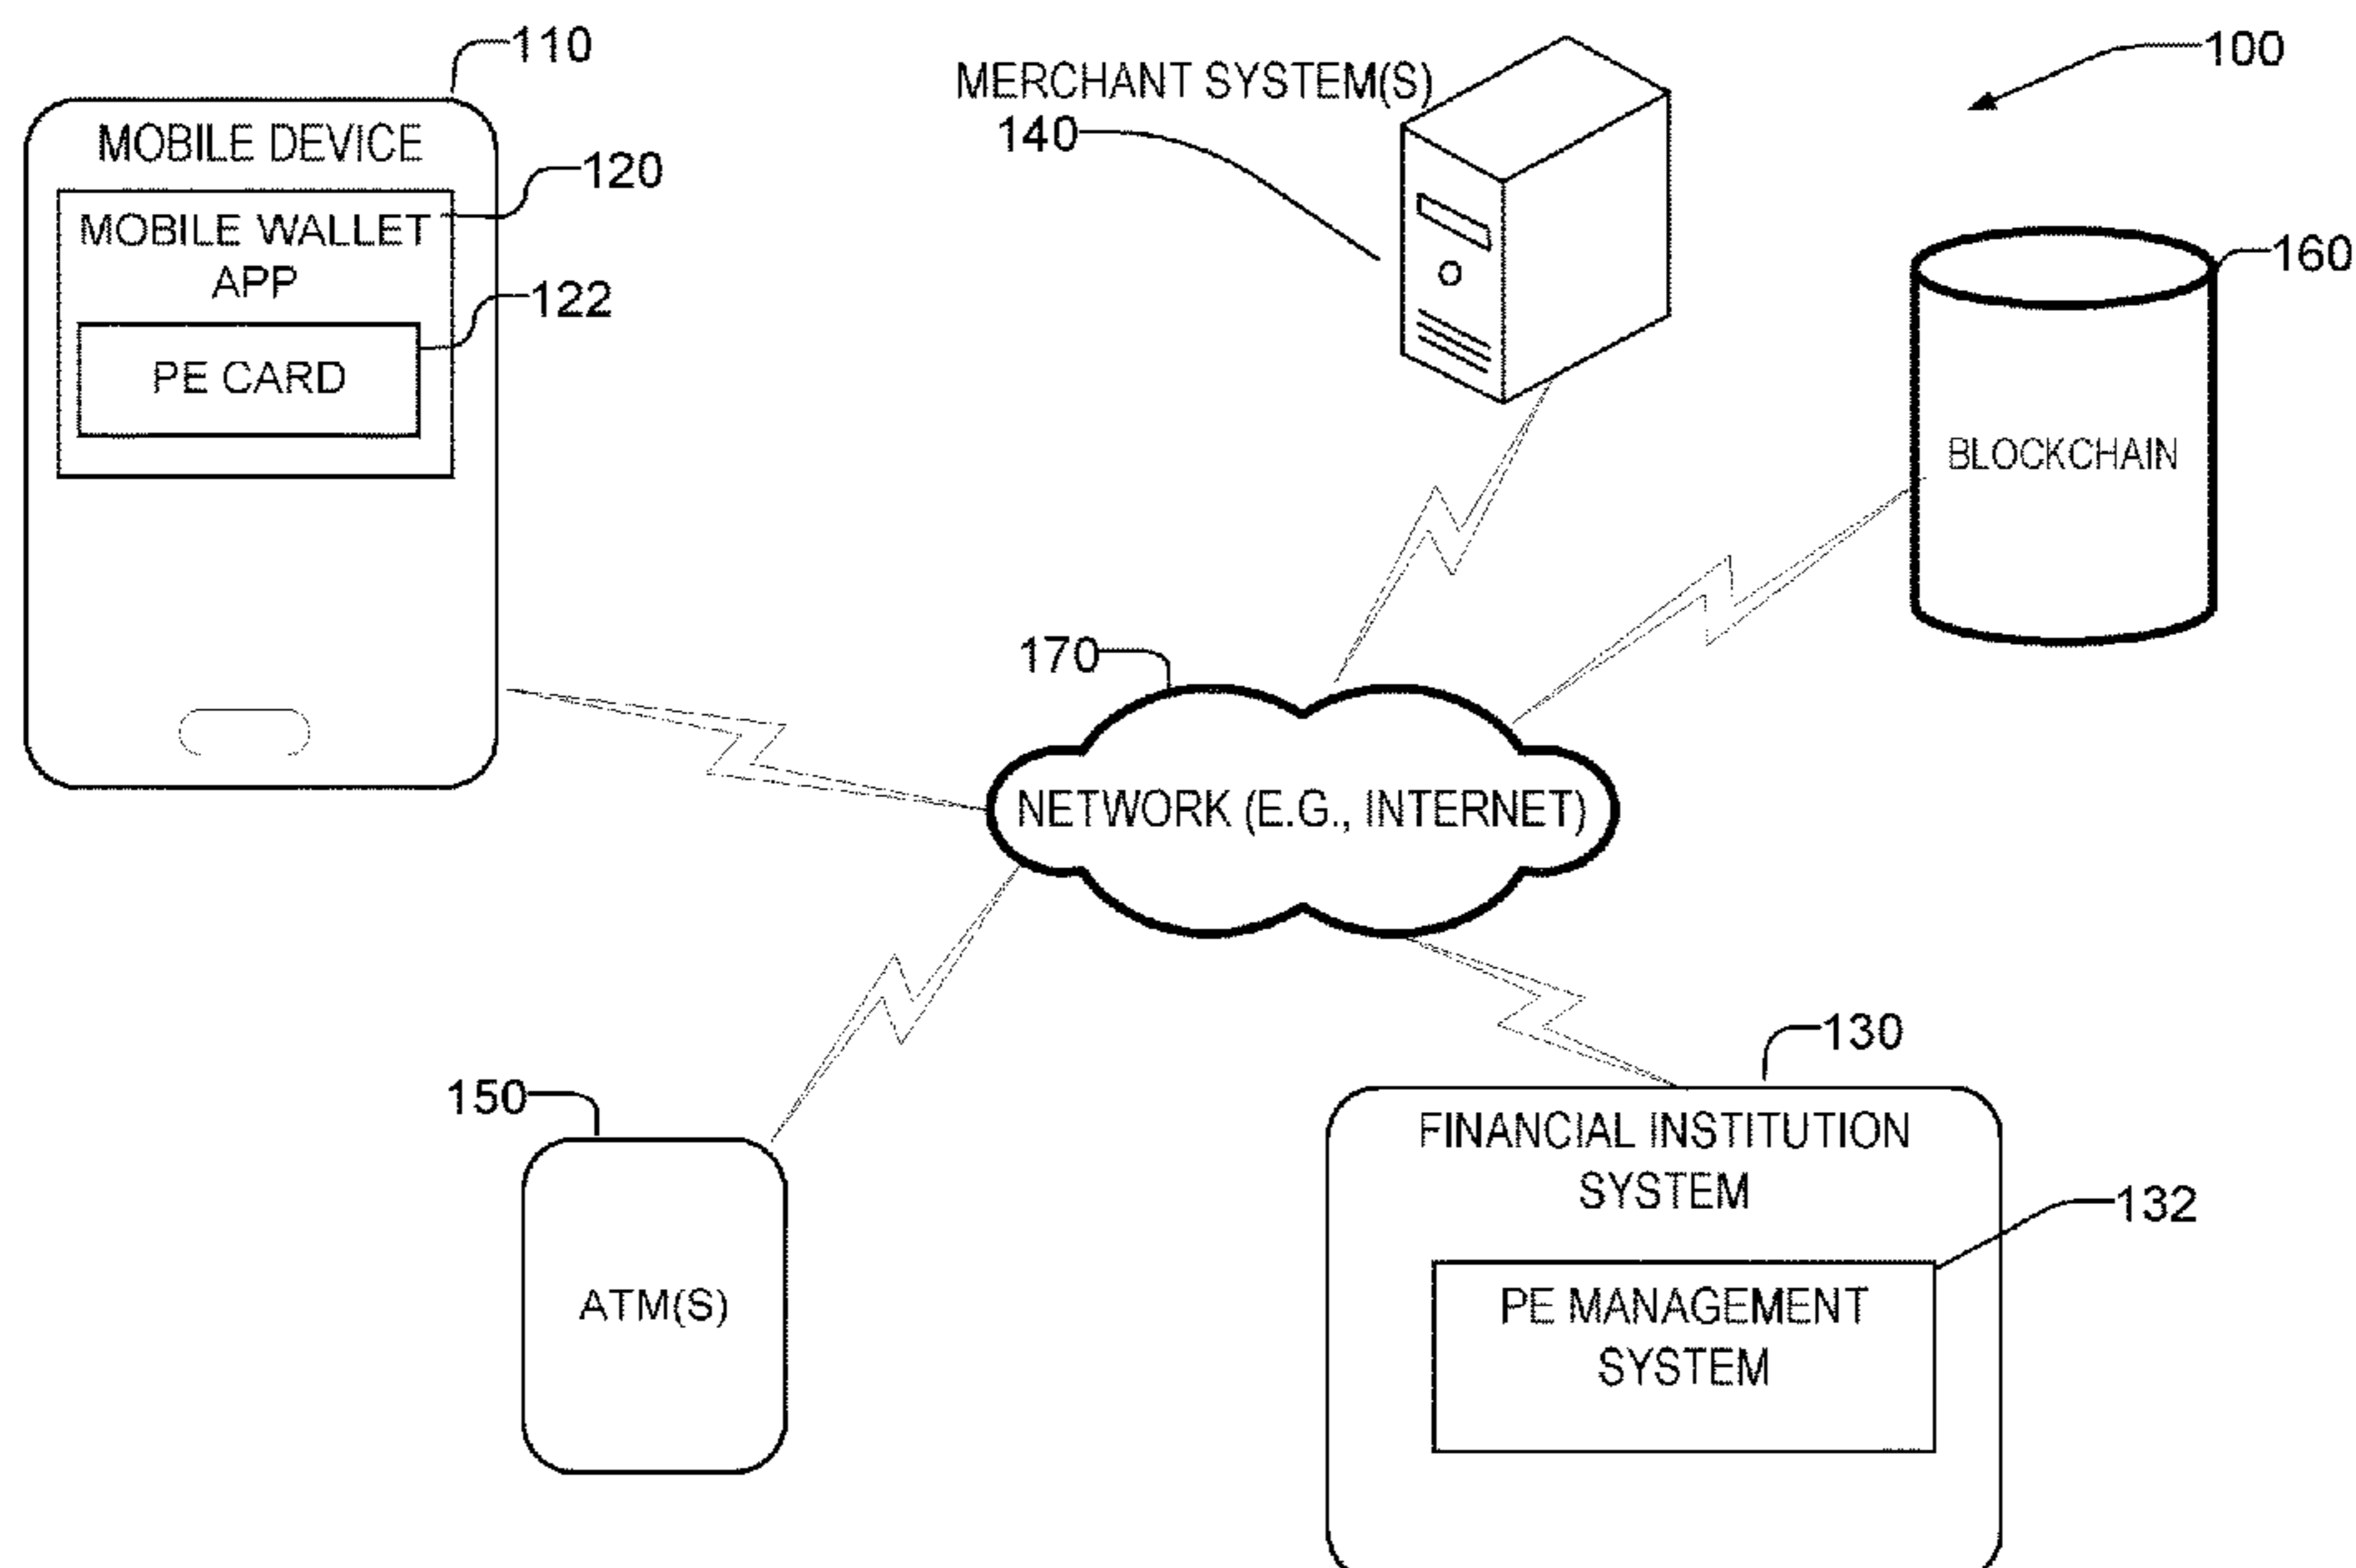 110
MOBILE DEVICE
120
MOBILE WALLET
APP
122
PE CARD
MERCHANT SYSTEM(S)
140
100
160
BLOCKCHAIN
170
NETWORK (E.G., INTERNET)
150
ATM(S)
130
FINANCIAL INSTITUTION
SYSTEM
132
PE MANAGEMENT
SYSTEM